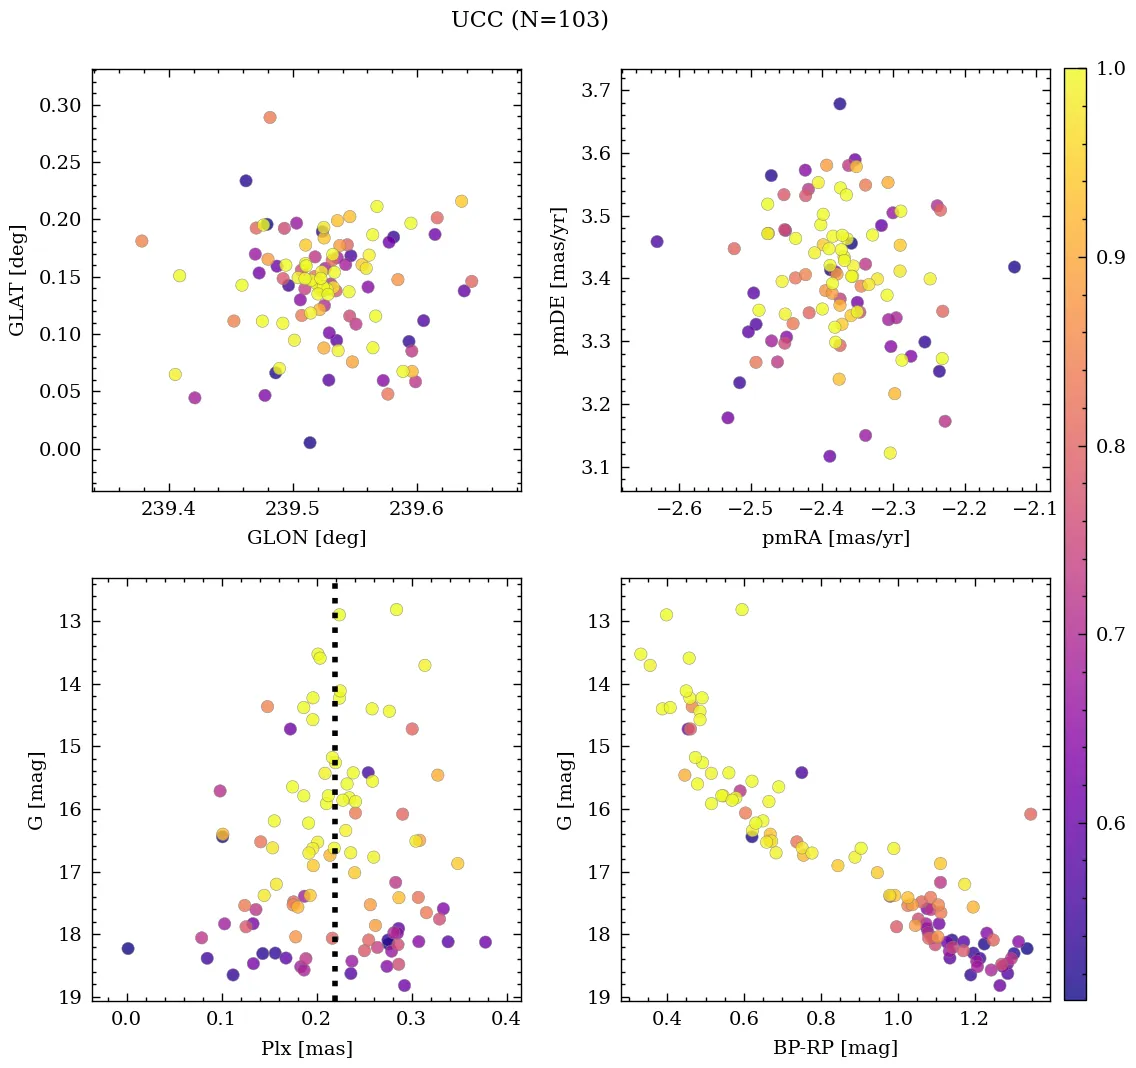 UCC (N=103)
0.30
0.25
0.20
0.15
0.10
0.05
0.00
GLAT [deg]
239.4 239.5 239.6
GLON [deg]
3.7
3.6
3.5
3.4
3.3
3.2
3.1
pmDE [mas/yr]
−2.6 −2.5 −2.4 −2.3 −2.2 −2.1
pmRA [mas/yr]
1.0
0.9
0.8
0.7
0.6
13
14
15
16
17
18
19
G [mag]
0.0 0.1 0.2 0.3 0.4
Plx [mas]
13
14
15
16
17
18
19
G [mag]
0.4 0.6 0.8 1.0 1.2
BP-RP [mag]